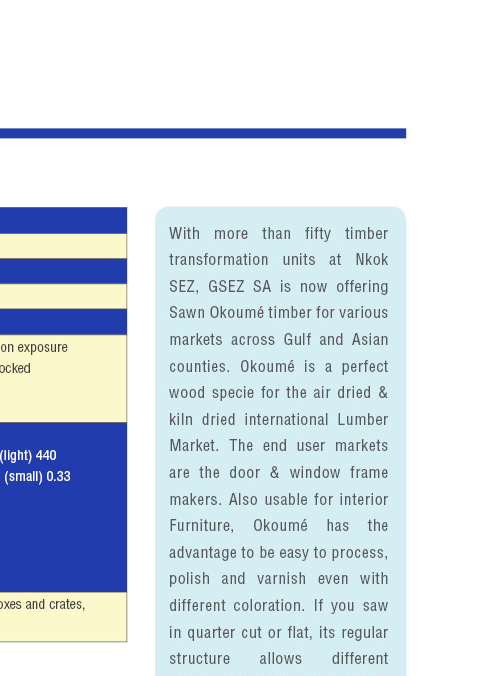 on exposure
ocked
(light) 440
(small) 0.33
oxes and crates,
With more than fifty timber
transformation units at Nkok
SEZ, GSEZ SA is now offering
Sawn Okoumé timber for various
markets across Gulf and Asian
counties. Okoumé is a perfect
wood specie for the air dried &
kiln dried international Lumber
Market. The end user markets
are the door & window frame
makers. Also usable for interior
Furniture, Okoumé has the
advantage to be easy to process,
polish and varnish even with
different coloration. If you saw
in quarter cut or flat, its regular
structure allows different